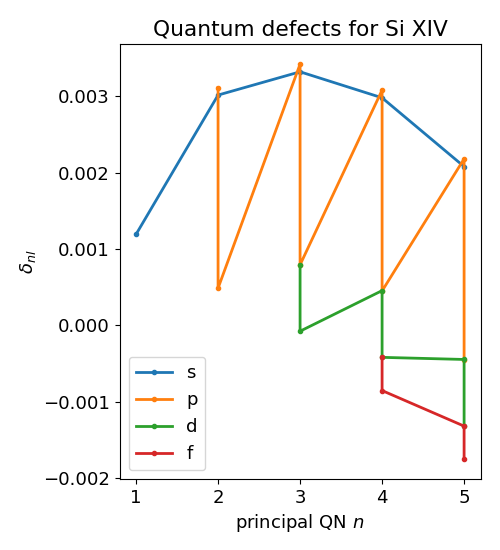 Quantum defects for Si XIV
0.003
0.002
0.001
0.000
−0.001
−0.002
δnl
s
p
d
f
1 2 3 4 5
principal QN n